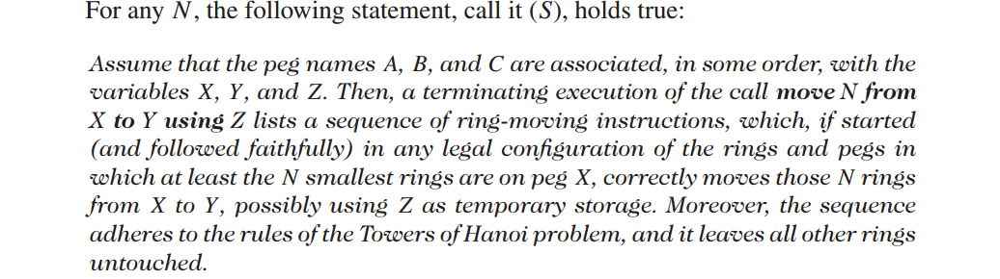 For any N, the following statement, call it (S), holds true:
Assume that the peg names A, B, and C are associated, in some order, with the
variables X, Y, and Z. Then, a terminating execution of the call move N from
X to Y using Z lists a sequence of ring-moving instructions, which, if started
(and followed faithfully) in any legal configuration of the rings and pegs in
which at least the N smallest rings are on peg X, correctly moves those N rings
from X to Y, possibly using Z as temporary storage. Moreover, the sequence
adheres to the rules of the Towers of Hanoi problem, and it leaves all other rings
untouched.